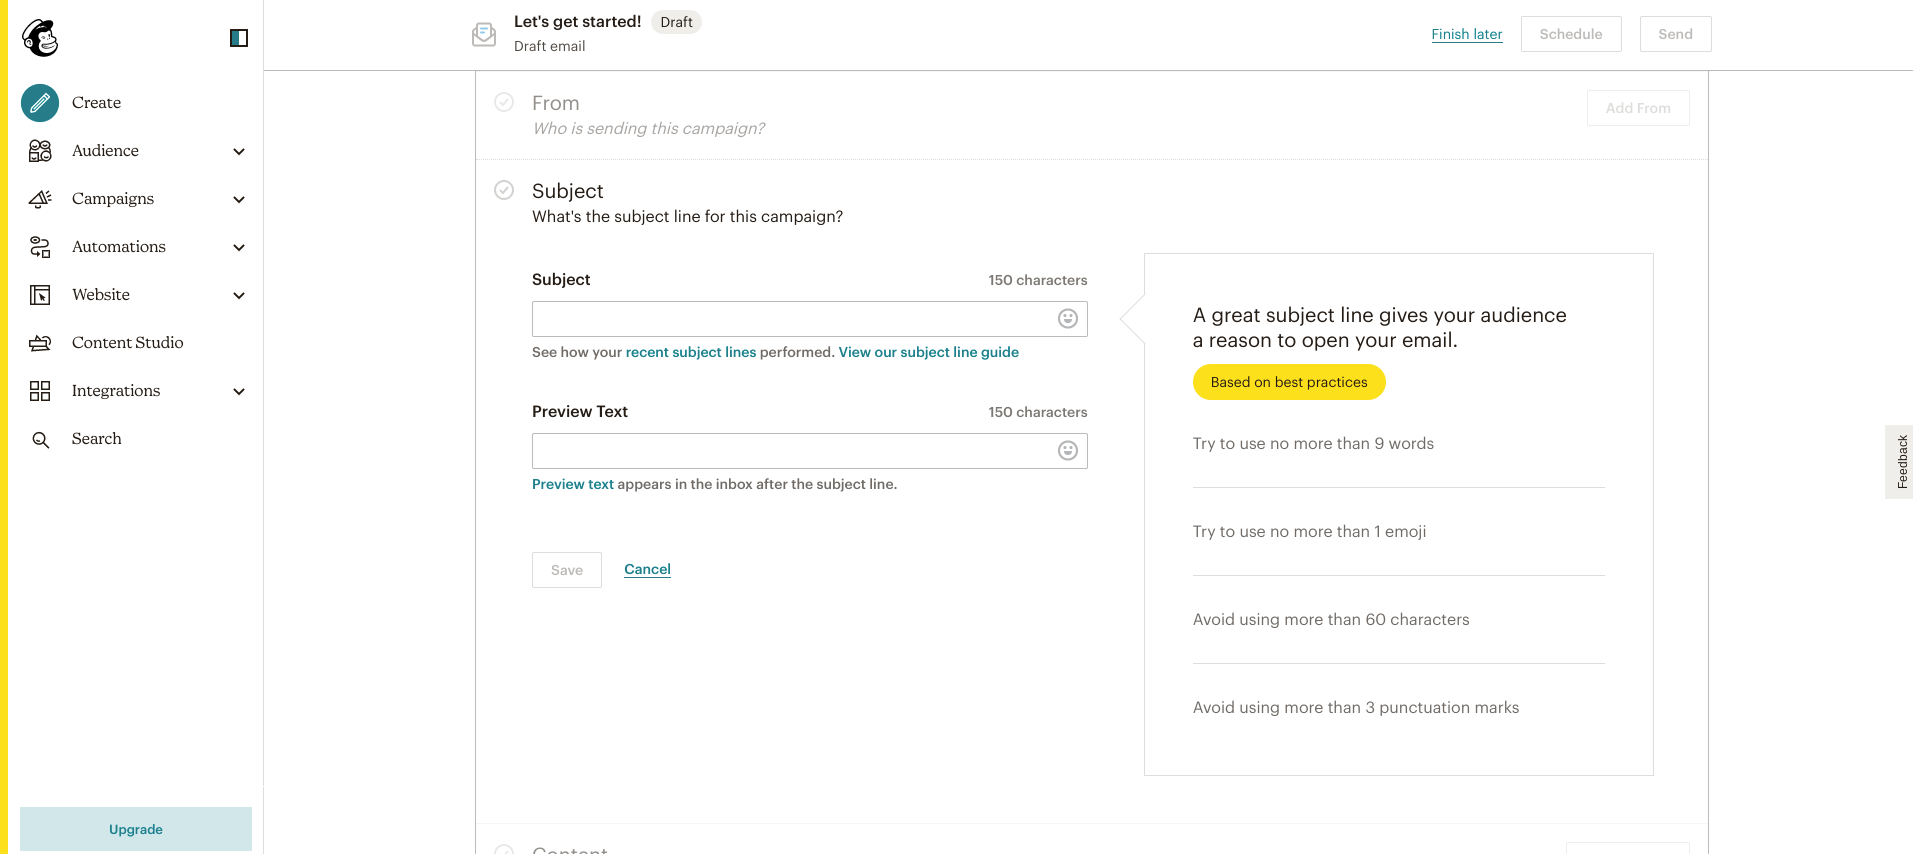 Let's get started! Draft
Draft email
Finish later
Schedule
Send
Create
Audience
Campaigns
Automations
Website
Content Studio
Integrations
Search
Upgrade
From
Who is sending this campaign?
Add From
Subject
What's the subject line for this campaign?
Subject
150 characters
See how your recent subject lines performed. View our subject line guide
Preview Text
150 characters
Preview text appears in the inbox after the subject line.
Save
Cancel
A great subject line gives your audience
a reason to open your email.
Based on best practices
Try to use no more than 9 words
Try to use no more than 1 emoji
Avoid using more than 60 characters
Avoid using more than 3 punctuation marks
Feedback
Content